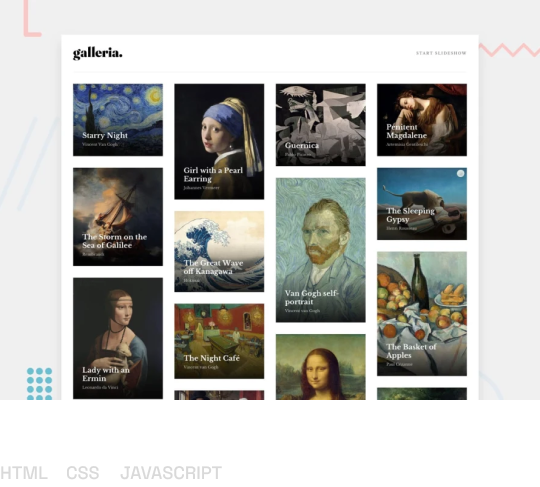 galleria.
START SLIDESHOW
Starry Night
Vincent Van Gogh
Girl with a Pearl
Earring
Johannes Vermeer
Guernica
Pablo Picasso
Penitent
Magdalene
Artemisia Gentileschi
The Storm on the
Sea of Galilee
Rembrandt
The Great Wave
off Kanagawa
Hokusai
Van Gogh self-
portrait
Vincent van Gogh
The Sleeping
Gypsy
Henri Rousseau
Lady with an
Ermin
Leonardo da Vinci
The Night Café
Vincent van Gogh
The Basket of
Apples
Paul Cézanne
HTML CSS JAVASCRIPT